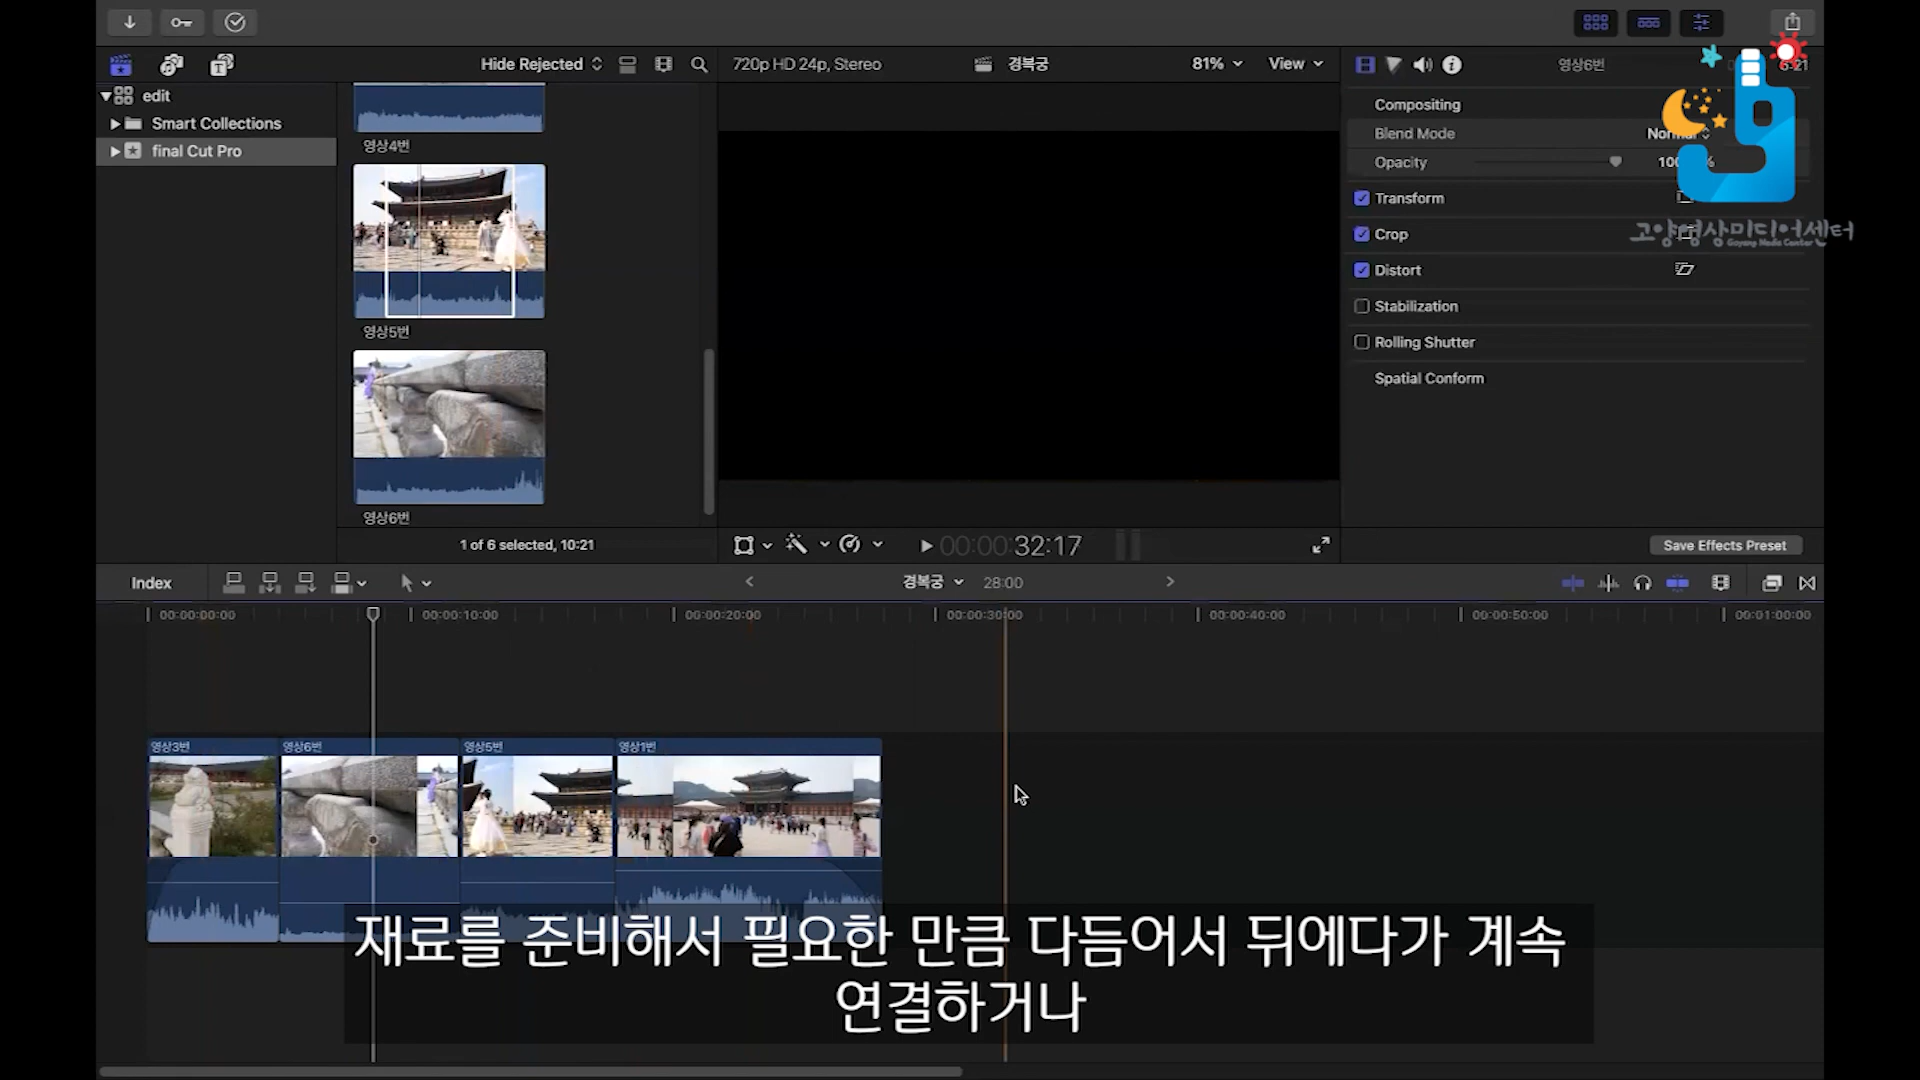 Hide Rejected
720p HD 24p, Stereo
경복궁
81%
View
영상6번
6:21
edit
Smart Collections
final Cut Pro
영상4번
영상5번
영상6번
1 of 6 selected, 10:21
Compositing
Blend Mode
Normal
Opacity
100 %
Transform
Crop
Distort
Stabilization
Rolling Shutter
Spatial Conform
고양영상미디어센터
Goyang Media Center
00:00:00:32:17
Save Effects Preset
Index
경복궁
28:00
00:00:00:00
00:00:10:00
00:00:20:00
00:00:30:00
00:00:40:00
00:00:50:00
00:01:00:00
영상3번
영상6번
영상5번
영상1번
재료를 준비해서 필요한 만큼 다듬어서 뒤에다가 계속
연결하거나